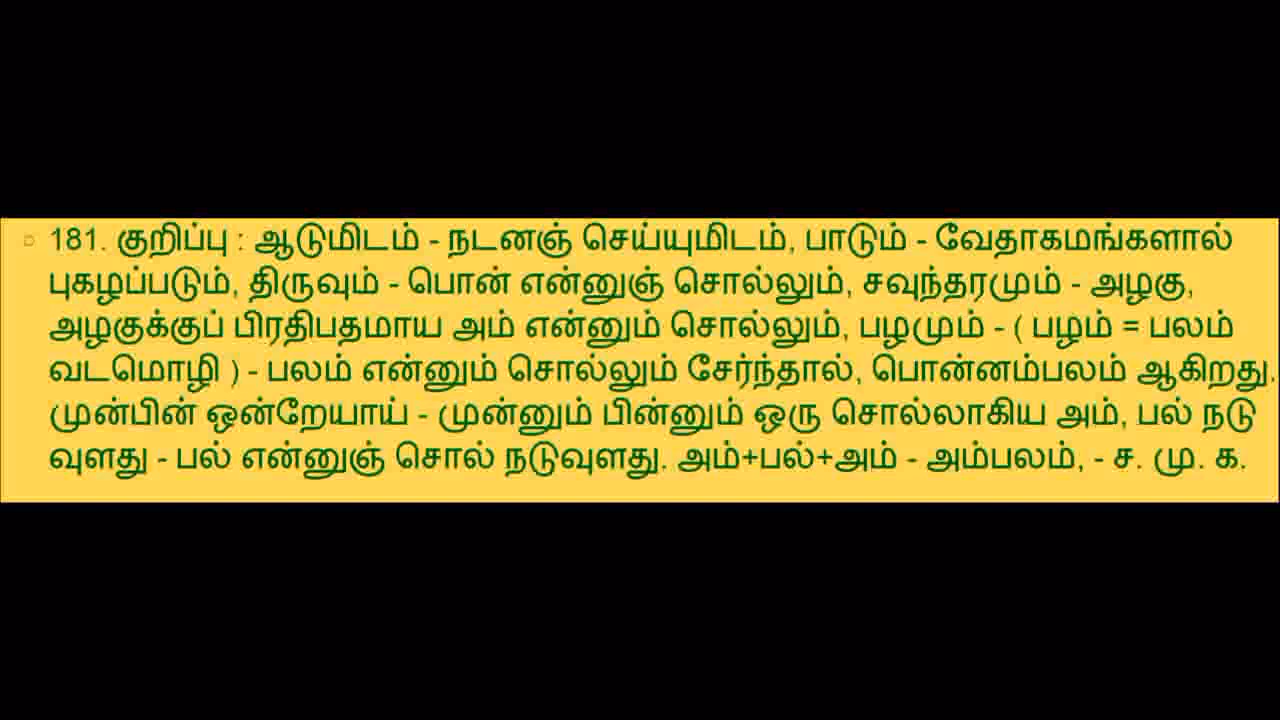 181. குறிப்பு : ஆடுமிடம் - நடனஞ் செய்யுமிடம், பாடும் - வேதாகமங்களால்
புகழப்படும், திருவும் - பொன் என்னுஞ் சொல்லும், சவுந்தரமும் - அழகு,
அழகுக்குப் பிரதிபதமாய அம் என்னும் சொல்லும், பழமும் - ( பழம் = பலம்
வடமொழி ) - பலம் என்னும் சொல்லும் சேர்ந்தால், பொன்னம்பலம் ஆகிறது.
முன்பின் ஒன்றேயாய் - முன்னும் பின்னும் ஒரு சொல்லாகிய அம், பல் நடு
வுளது - பல் என்னுஞ் சொல் நடுவுளது. அம்+பல்+அம் - அம்பலம், - ச. மு. க.